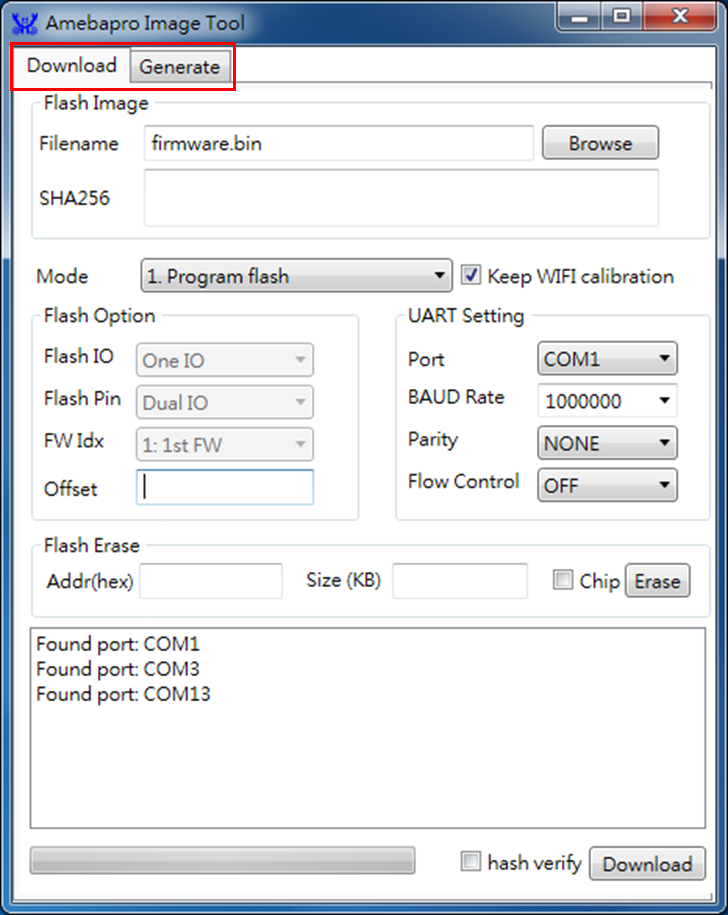 Amebapro Image Tool
Download Generate
Flash Image
Filename firmware.bin Browse
SHA256
Mode 1. Program flash Keep WIFI calibration
Flash Option
Flash IO One IO
Flash Pin Dual IO
FW Idx 1: 1st FW
Offset
UART Setting
Port COM1
BAUD Rate 1000000
Parity NONE
Flow Control OFF
Flash Erase
Addr(hex) Size (KB) Chip Erase
Found port: COM1
Found port: COM3
Found port: COM13
hash verify Download